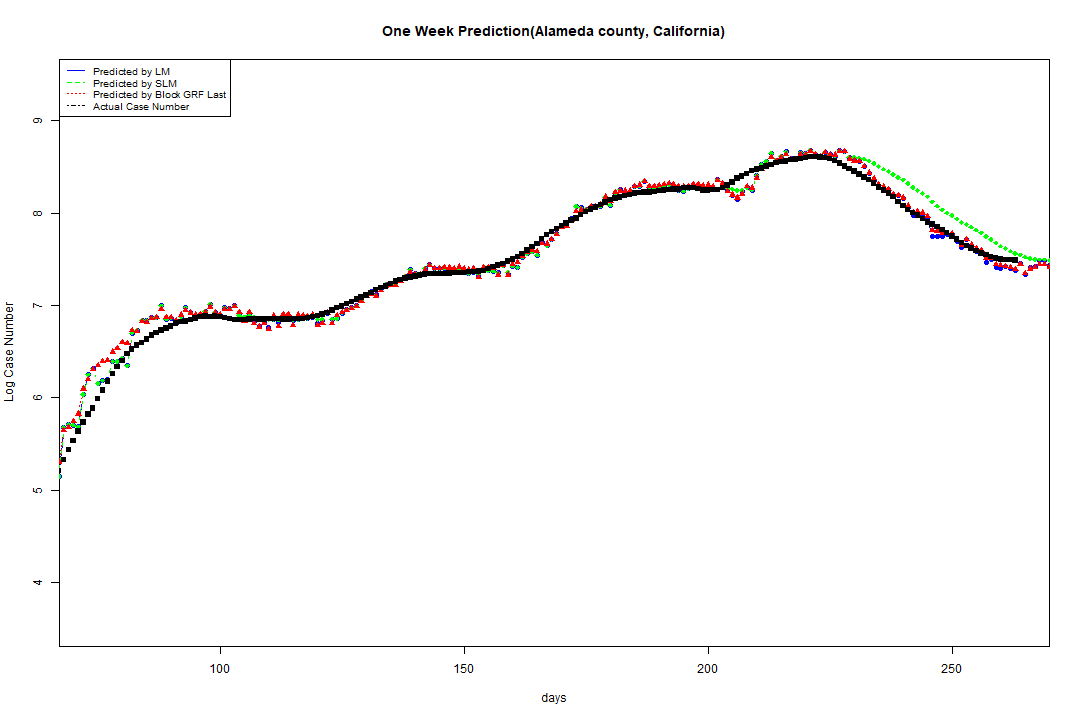 One Week Prediction(Alameda county, California)
Predicted by LM
Predicted by SLM
Predicted by Block GRF Last
Actual Case Number
9
8
7
6
5
4
Log Case Number
100 150 200 250
days